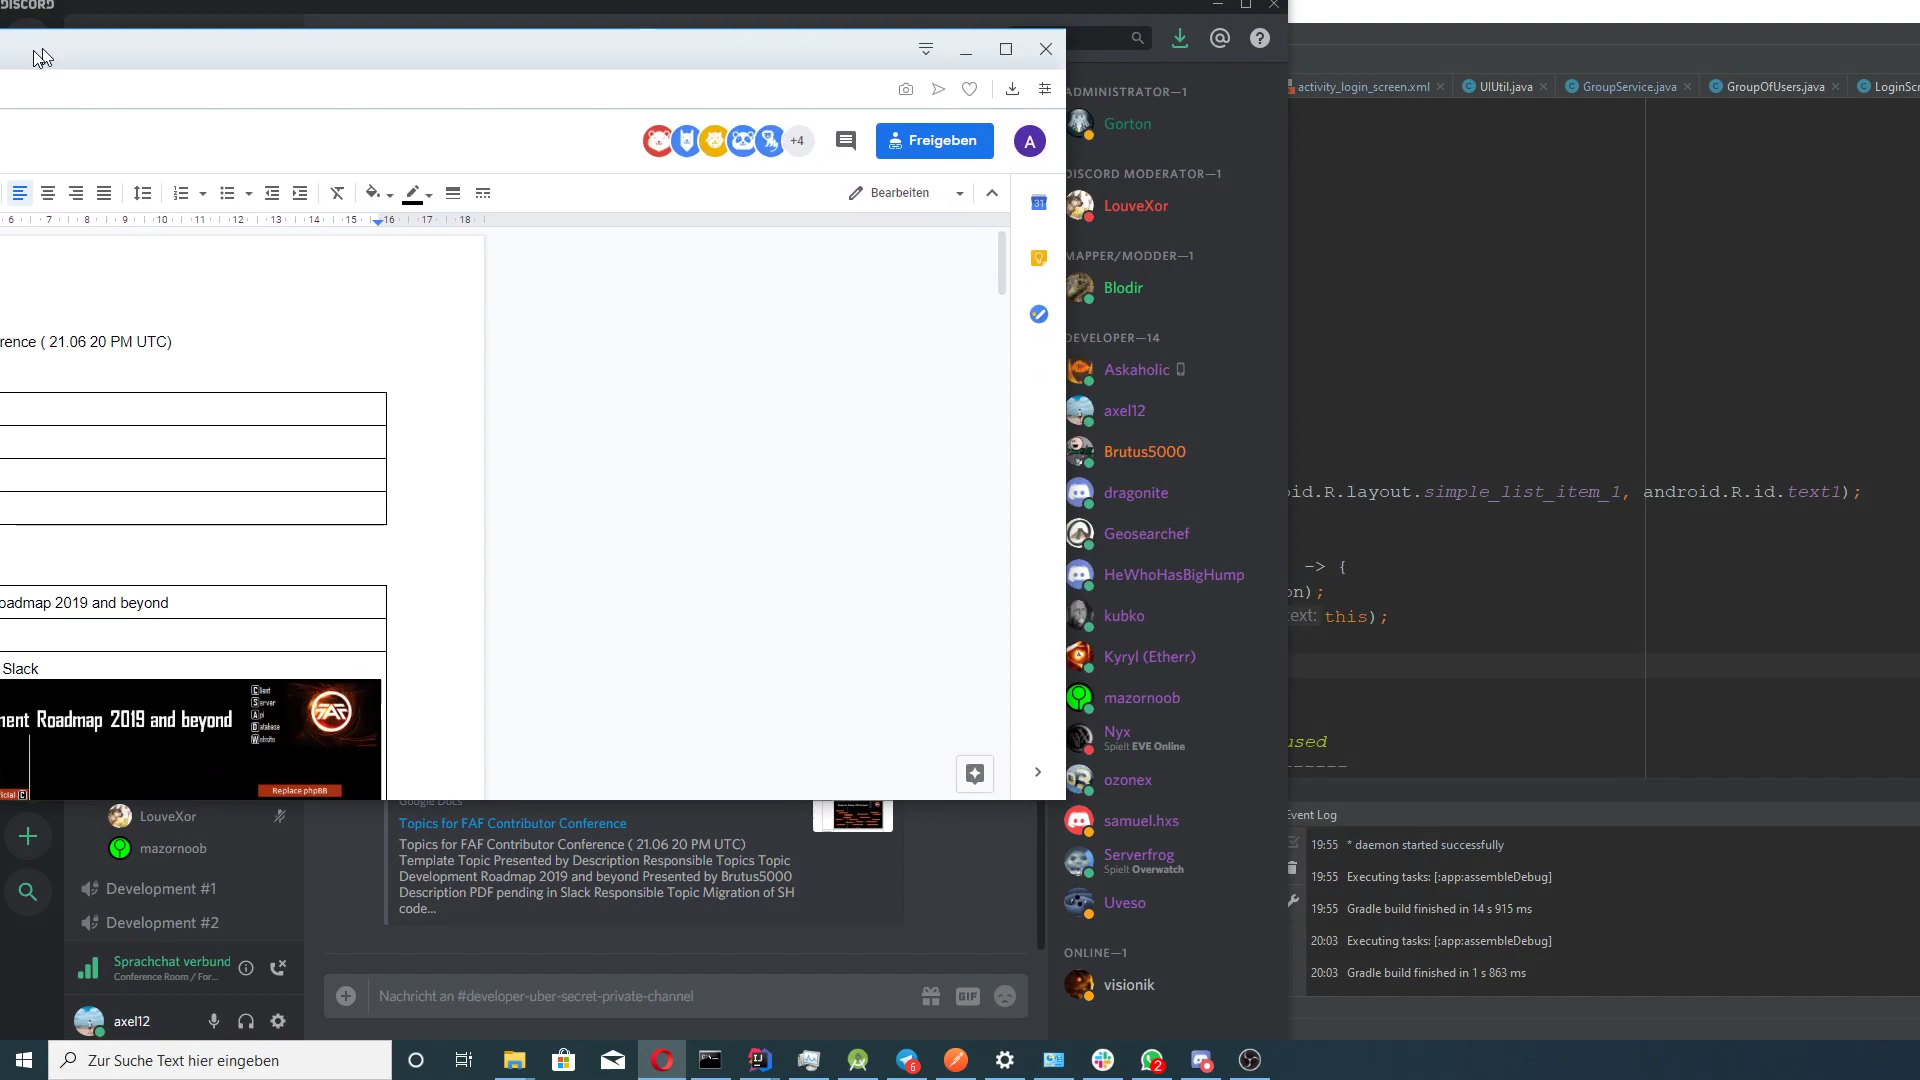 DISCORD
+4
Freigeben
A
Bearbeiten
6 7 8 9 10 11 12 13 14 15 16 17 18
31
rence ( 21.06 20 PM UTC)
oadmap 2019 and beyond
Slack
ment Roadmap 2019 and beyond
Client
Server
Api
Database
Website
FAF
Replace phpBB
ADMINISTRATOR—1
Gorton
DISCORD MODERATOR—1
LouveXor
MAPPER/MODDER—1
Blodir
DEVELOPER—14
Askaholic
axel12
Brutus5000
dragonite
Geosearchef
HeWhoHasBigHump
kubko
Kyryl (Etherr)
mazornoob
Nyx
Spielt EVE Online
ozonex
samuel.hxs
Serverfrog
Spielt Overwatch
Uveso
ONLINE—1
visionik
LouveXor
mazornoob
Development #1
Development #2
Sprachchat verbund
Conference Room / For...
axel12
Google Docs
Topics for FAF Contributor Conference
Topics for FAF Contributor Conference ( 21.06 20 PM UTC)
Template Topic Presented by Description Responsible Topics Topic
Development Roadmap 2019 and beyond Presented by Brutus5000
Description PDF pending in Slack Responsible Topic Migration of SH
code...
Nachricht an #developer-uber-secret-private-channel
GIF
activity_login_screen.xml
UIUtil.java
GroupService.java
GroupOfUsers.java
LoginScr
oid.R.layout.simple_list_item_1, android.R.id.text1);
-> {
on);
text: this);
used
-------
Event Log
19:55 * daemon started successfully
19:55 Executing tasks: [:app:assembleDebug]
19:55 Gradle build finished in 14 s 915 ms
20:03 Executing tasks: [:app:assembleDebug]
20:03 Gradle build finished in 1 s 863 ms
Zur Suche Text hier eingeben
IJ
6
2